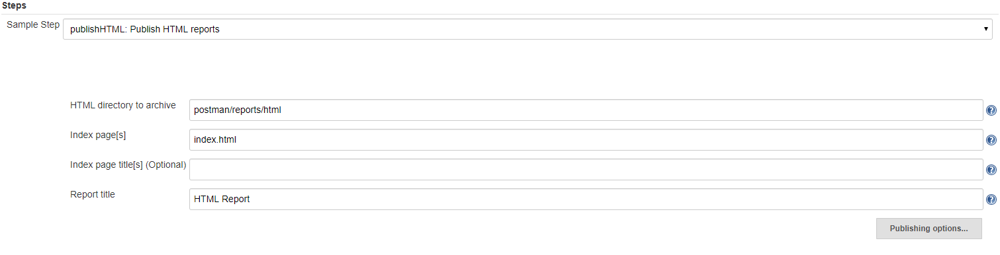 Steps
Sample Step publishHTML: Publish HTML reports
HTML directory to archive postman/reports/html
Index page[s] index.html
Index page title[s] (Optional)
Report title HTML Report
Publishing options...